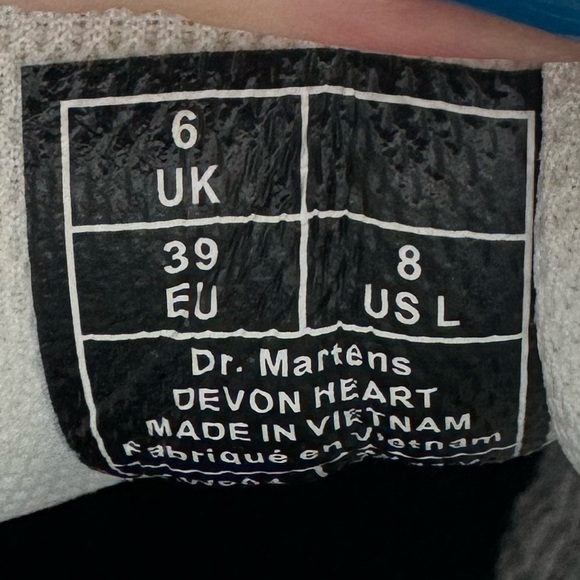 6
UK
39
EU
8
US L
Dr. Martens
DEVON HEART
MADE IN VIETNAM
Fabriqué en Vietnam